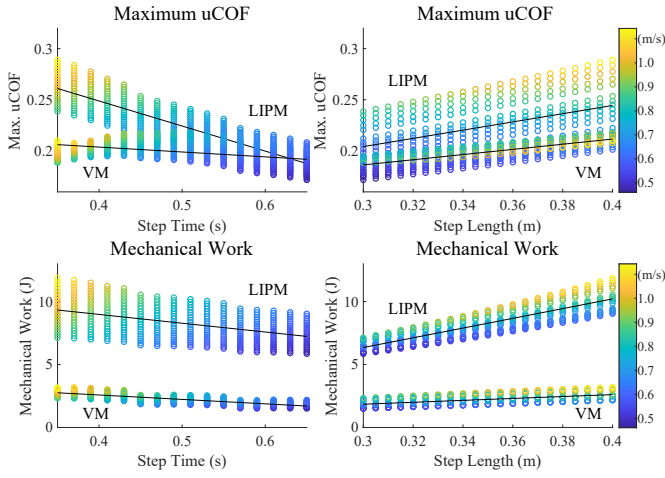 Maximum uCOF
Maximum uCOF
0.3
0.25
0.2
Max. uCOF
LIPM
VM
0.4
0.5
0.6
Step Time (s)
0.3
0.25
0.2
Max. uCOF
LIPM
VM
0.3
0.32
0.34
0.36
0.38
0.4
Step Length (m)
(m/s)
1.0
0.9
0.8
0.7
0.6
0.5
Mechanical Work
Mechanical Work
10
5
0
Mechanical Work (J)
LIPM
VM
0.4
0.5
0.6
Step Time (s)
10
5
0
Mechanical Work (J)
LIPM
VM
0.3
0.32
0.34
0.36
0.38
0.4
Step Length (m)
(m/s)
1.0
0.9
0.8
0.7
0.6
0.5